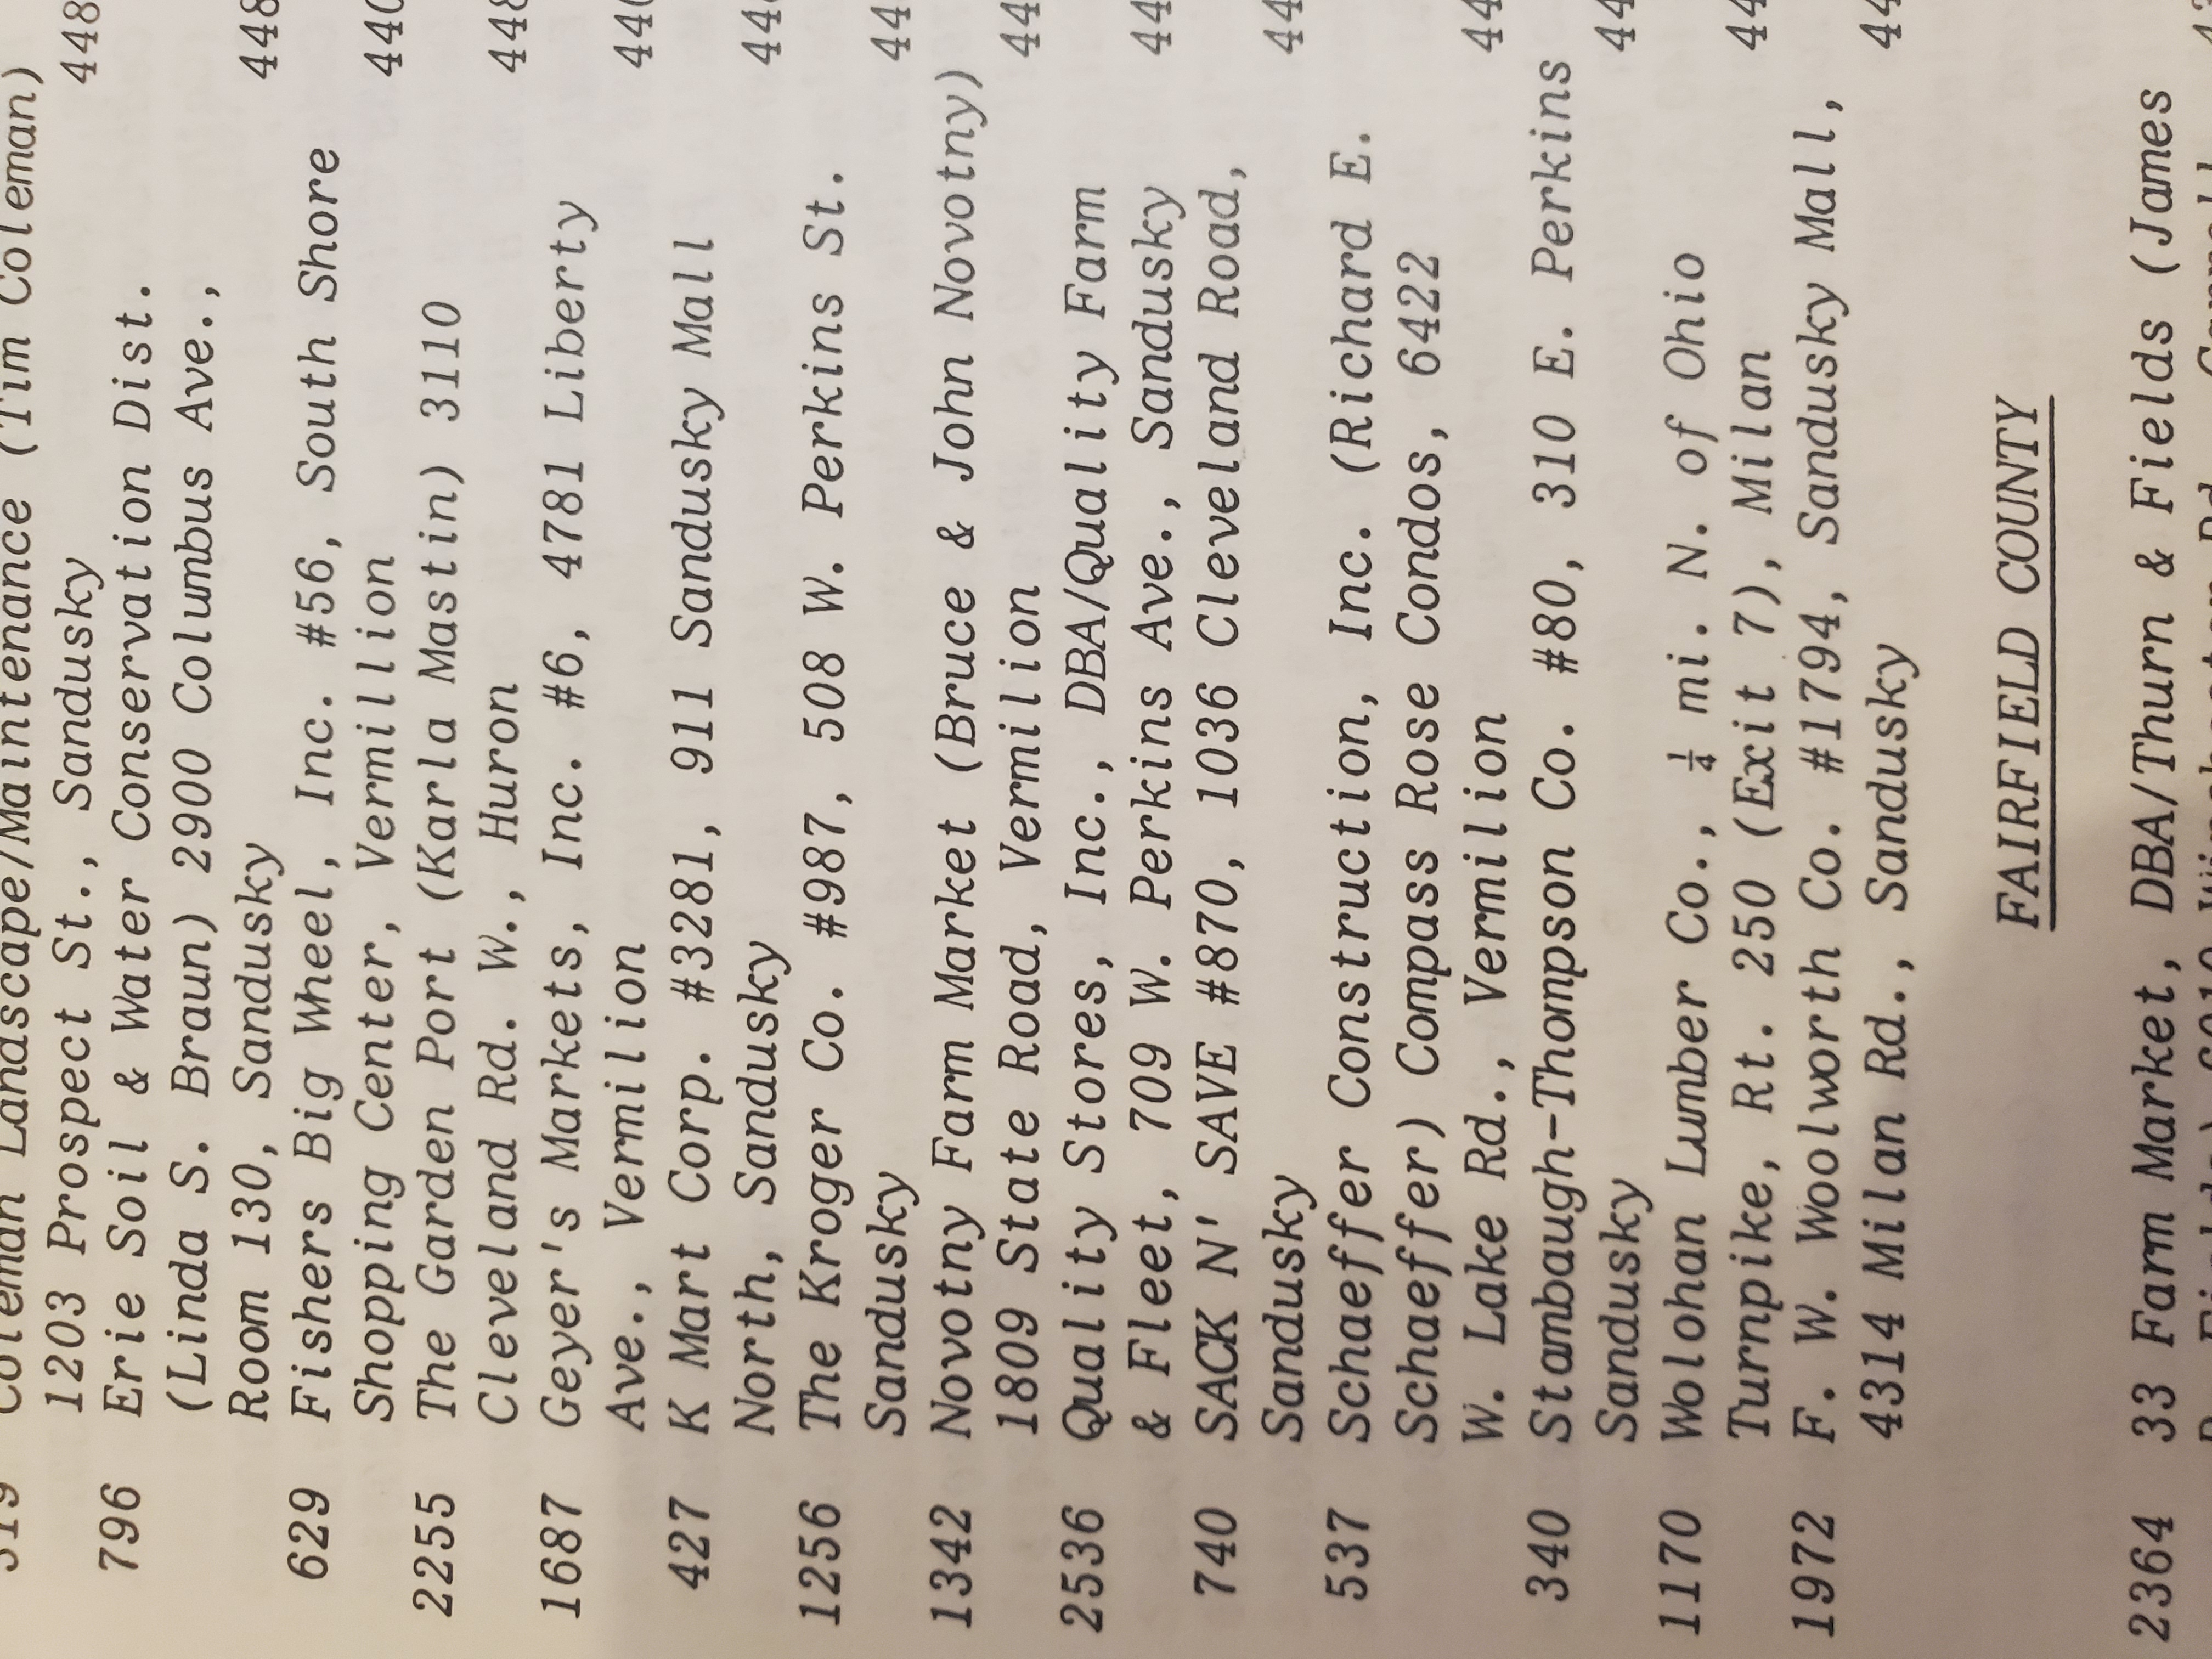 Coleman Landscape/Maintenance (Tim Coleman)
1203 Prospect St., Sandusky 448
796 Erie Soil & Water Conservation Dist.
(Linda S. Braun) 2900 Columbus Ave.,
Room 130, Sandusky 448
629 Fishers Big Wheel, Inc. #56, South Shore
Shopping Center, Vermillion 440
2255 The Garden Port (Karla Mastin) 3110
Cleveland Rd. W., Huron 448
1687 Geyer's Markets, Inc. #6, 4781 Liberty
Ave., Vermilion 440
427 K Mart Corp. #3281, 911 Sandusky Mall
North, Sandusky 44
1256 The Kroger Co. #987, 508 W. Perkins St.
Sandusky 44
1342 Novotny Farm Market (Bruce & John Novotny)
1809 State Road, Vermilion 44
2536 Quality Stores, Inc., DBA/Quality Farm
& Fleet, 709 W. Perkins Ave., Sandusky 44
740 SACK N' SAVE #870, 1036 Cleveland Road,
Sandusky 44
537 Schaeffer Construction, Inc. (Richard E.
Schaeffer) Compass Rose Condos, 6422
W. Lake Rd., Vermilion 44
340 Stambaugh-Thompson Co. #80, 310 E. Perkins
Sandusky 44
1170 Wolohan Lumber Co., ¼ mi. N. of Ohio
Turnpike, Rt. 250 (Exit 7), Milan 44
1972 F. W. Woolworth Co. #1794, Sandusky Mall,
4314 Milan Rd., Sandusky 44
FAIRFIELD COUNTY
2364 33 Farm Market, DBA/Thurn & Fields (James